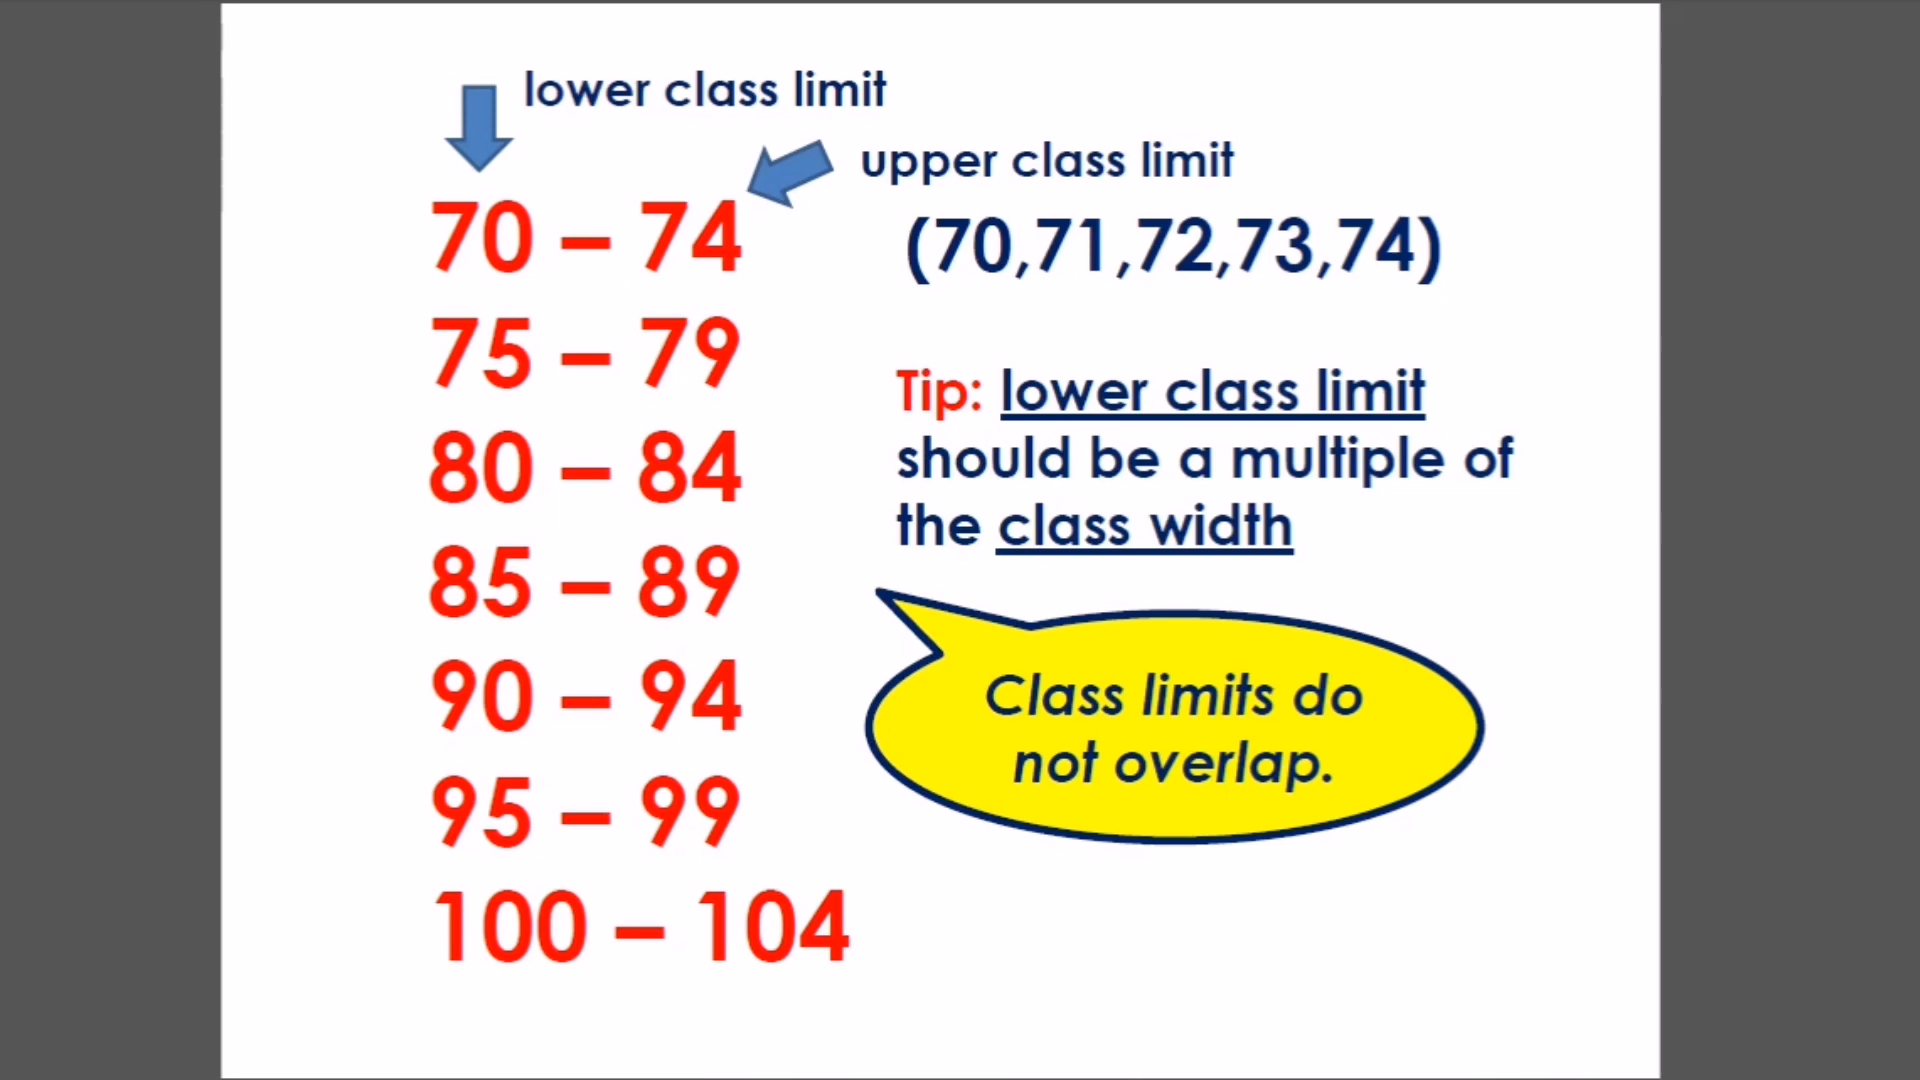 lower class limit
upper class limit
70 – 74
(70,71,72,73,74)
75 – 79
80 – 84
85 – 89
90 – 94
95 – 99
100 – 104
Tip: lower class limit
should be a multiple of
the class width
Class limits do
not overlap.